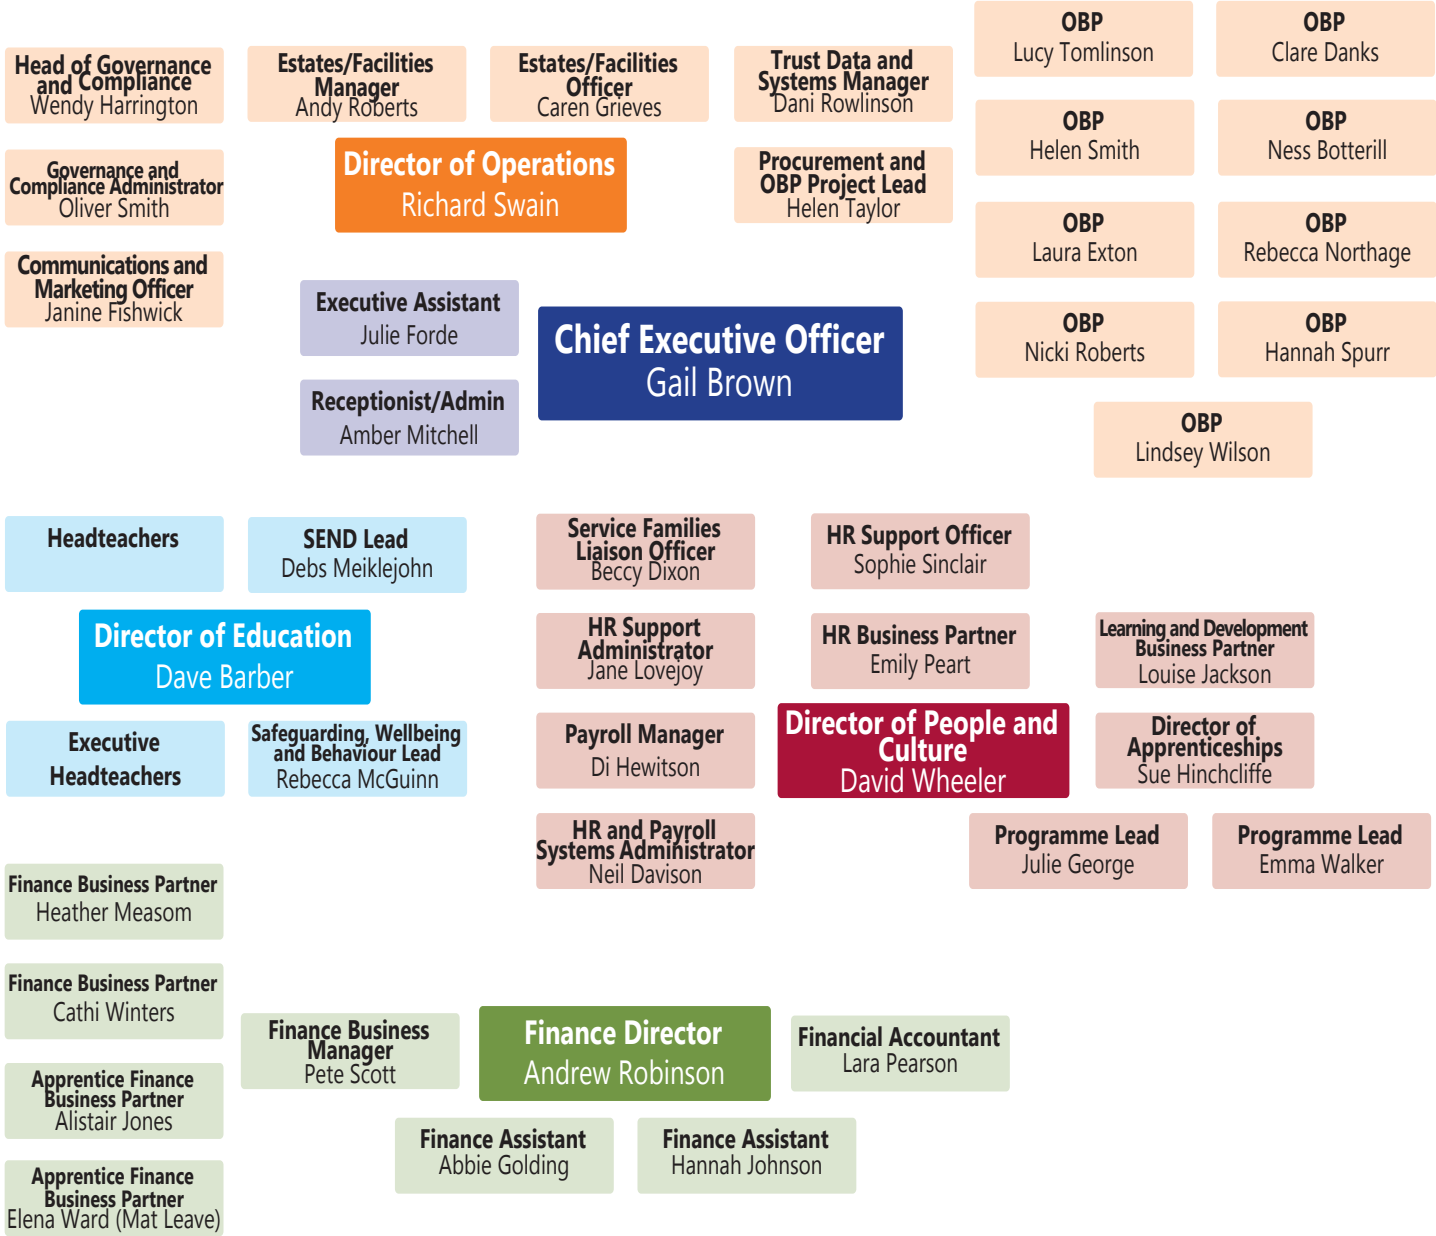 Head of Governance
and Compliance
Wendy Harrington
Estates/Facilities
Manager
Andy Roberts
Estates/Facilities
Officer
Caren Grieves
Trust Data and
Systems Manager
Dani Rowlinson
OBP
Lucy Tomlinson
OBP
Clare Danks
Governance and
Compliance Administrator
Oliver Smith
Director of Operations
Richard Swain
Procurement and
OBP Project Lead
Helen Taylor
OBP
Helen Smith
OBP
Ness Botterill
Communications and
Marketing Officer
Janine Fishwick
OBP
Laura Exton
OBP
Rebecca Northage
Executive Assistant
Julie Forde
Chief Executive Officer
Gail Brown
OBP
Nicki Roberts
OBP
Hannah Spurr
Receptionist/Admin
Amber Mitchell
OBP
Lindsey Wilson
Headteachers
SEND Lead
Debs Meiklejohn
Director of Education
Dave Barber
Executive
Headteachers
Safeguarding, Wellbeing
and Behaviour Lead
Rebecca McGuinn
Service Families
Liaison Officer
Beccy Dixon
HR Support Officer
Sophie Sinclair
HR Support
Administrator
Jane Lovejoy
HR Business Partner
Emily Peart
Learning and Development
Business Partner
Louise Jackson
Payroll Manager
Di Hewitson
Director of People and
Culture
David Wheeler
Director of
Apprenticeships
Sue Hinchcliffe
HR and Payroll
Systems Administrator
Neil Davison
Programme Lead
Julie George
Programme Lead
Emma Walker
Finance Business Partner
Heather Measom
Finance Business Partner
Cathi Winters
Finance Business
Manager
Pete Scott
Finance Director
Andrew Robinson
Financial Accountant
Lara Pearson
Apprentice Finance
Business Partner
Alistair Jones
Finance Assistant
Abbie Golding
Finance Assistant
Hannah Johnson
Apprentice Finance
Business Partner
Elena Ward (Mat Leave)